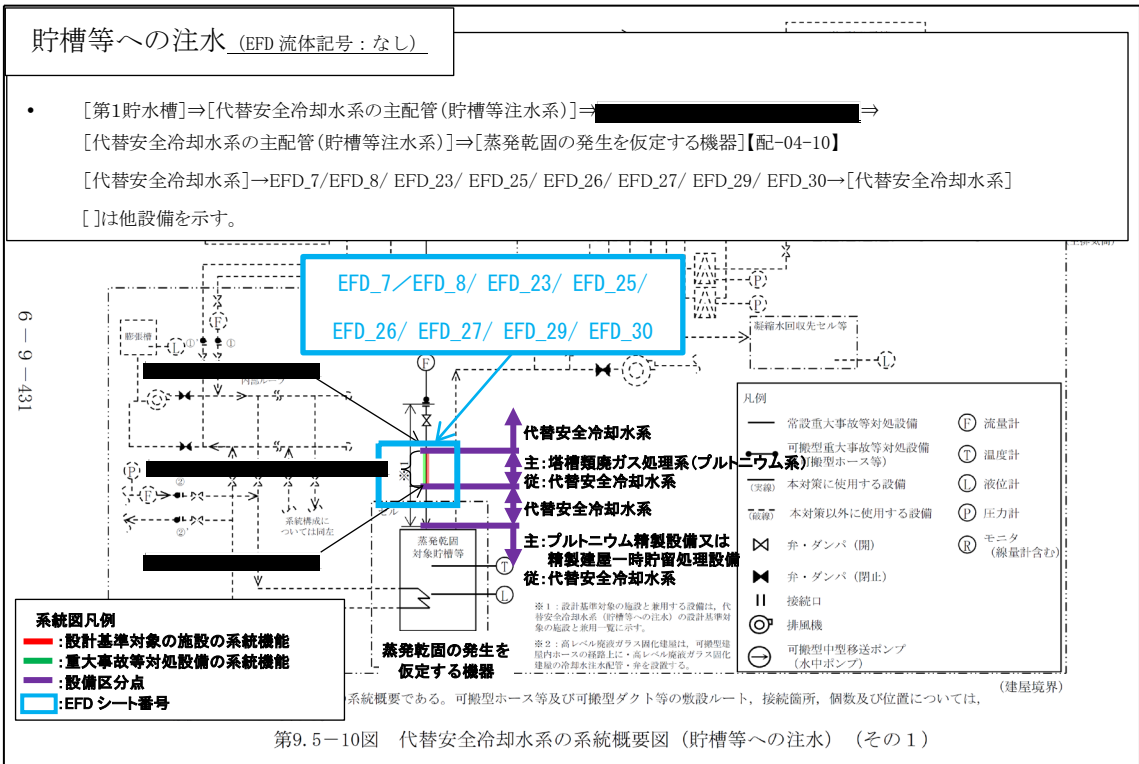 貯槽等への注水 (EFD 流体記号：なし)
• [第1貯水槽]⇒[代替安全冷却水系の主配管(貯槽等注水系)]⇒ ⇒
[代替安全冷却水系の主配管(貯槽等注水系)]⇒[蒸発乾固の発生を仮定する機器]【配-04-10】
[代替安全冷却水系]→EFD_7/EFD_8/ EFD_23/ EFD_25/ EFD_26/ EFD_27/ EFD_29/ EFD_30→[代替安全冷却水系]
[ ]は他設備を示す。
EFD_7／EFD_8/ EFD_23/ EFD_25/
EFD_26/ EFD_27/ EFD_29/ EFD_30
6－9－431
膨張槽
L
①'
①
F
P
P
凝縮水回収先セル等
L
F
内部ループ
P
F
②
②'
系統構成に
ついては同左
※1
セル
代替安全冷却水系
主：塔槽類廃ガス処理系(プルトニウム系)
従：代替安全冷却水系
代替安全冷却水系
主：プルトニウム精製設備又は
精製建屋一時貯留処理設備
従：代替安全冷却水系
蒸発乾固
対象貯槽等
T
L
蒸発乾固の発生を
仮定する機器
※1：設計基準対象の施設と兼用する設備は，代
替安全冷却水系（貯槽等への注水）の設計基準対
象の施設と兼用一覧に示す。
※2：高レベル廃液ガラス固化建屋は，可搬型建
屋内ホースの経路上に・高レベル廃液ガラス固化
建屋の冷却水注水配管・弁を設置する。
凡例
常設重大事故等対処設備
可搬型重大事故等対処設備
可搬型ホース等）
(実線) 本対策に使用する設備
(破線) 本対策以外に使用する設備
弁・ダンパ（開）
弁・ダンパ（閉止）
接続口
排風機
可搬型中型移送ポンプ
（水中ポンプ）
F 流量計
T 温度計
L 液位計
P 圧力計
R モニタ
（線量計含む）
系統図凡例
：設計基準対象の施設の系統機能
：重大事故等対処設備の系統機能
：設備区分点
：EFD シート番号
(建屋境界)
系統概要である。可搬型ホース等及び可搬型ダクト等の敷設ルート，接続箇所，個数及び位置については，
第9.5－10図 代替安全冷却水系の系統概要図（貯槽等への注水）（その1）